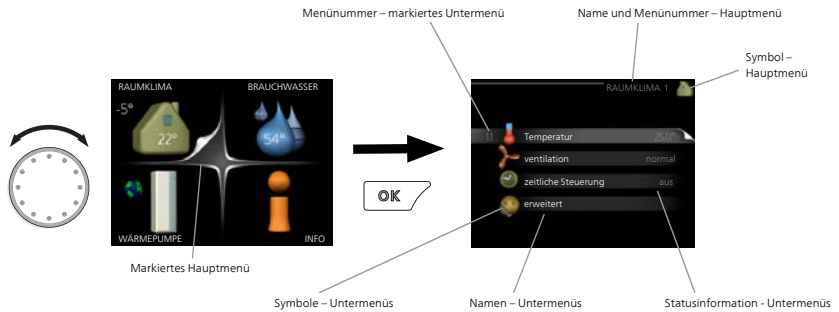 Menünummer – markiertes Untermenü
Name und Menünummer – Hauptmenü
Symbol –
Hauptmenü
RAUMKLIMA
BRAUCHWASSER
-5°
22°
54°
WÄRMEPUMPE
INFO
Markiertes Hauptmenü
OK
RAUMKLIMA 1
Temperatur
ventilation
normal
zeitliche Steuerung
aus
erweitert
Symbole – Untermenüs
Namen – Untermenüs
Statusinformation - Untermenüs